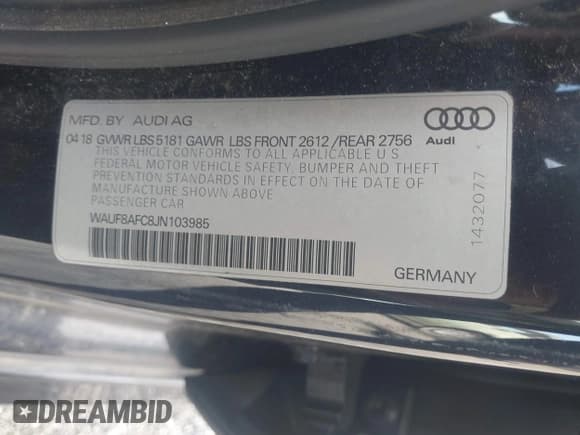 MFD. BY AUDI AG
Audi
04 18 GVWR LBS 5181 GAWR LBS FRONT 2612 /REAR 2756
THIS VEHICLE CONFORMS TO ALL APPLICABLE U S
FEDERAL MOTOR VEHICLE SAFETY, BUMPER AND THEFT
PREVENTION STANDARDS IN EFFECT ON THE DATE OF
MANUFACTURE SHOWN ABOVE
PASSENGER CAR
WAUF8AFC8JN103985
1432077
GERMANY
DREAMBID